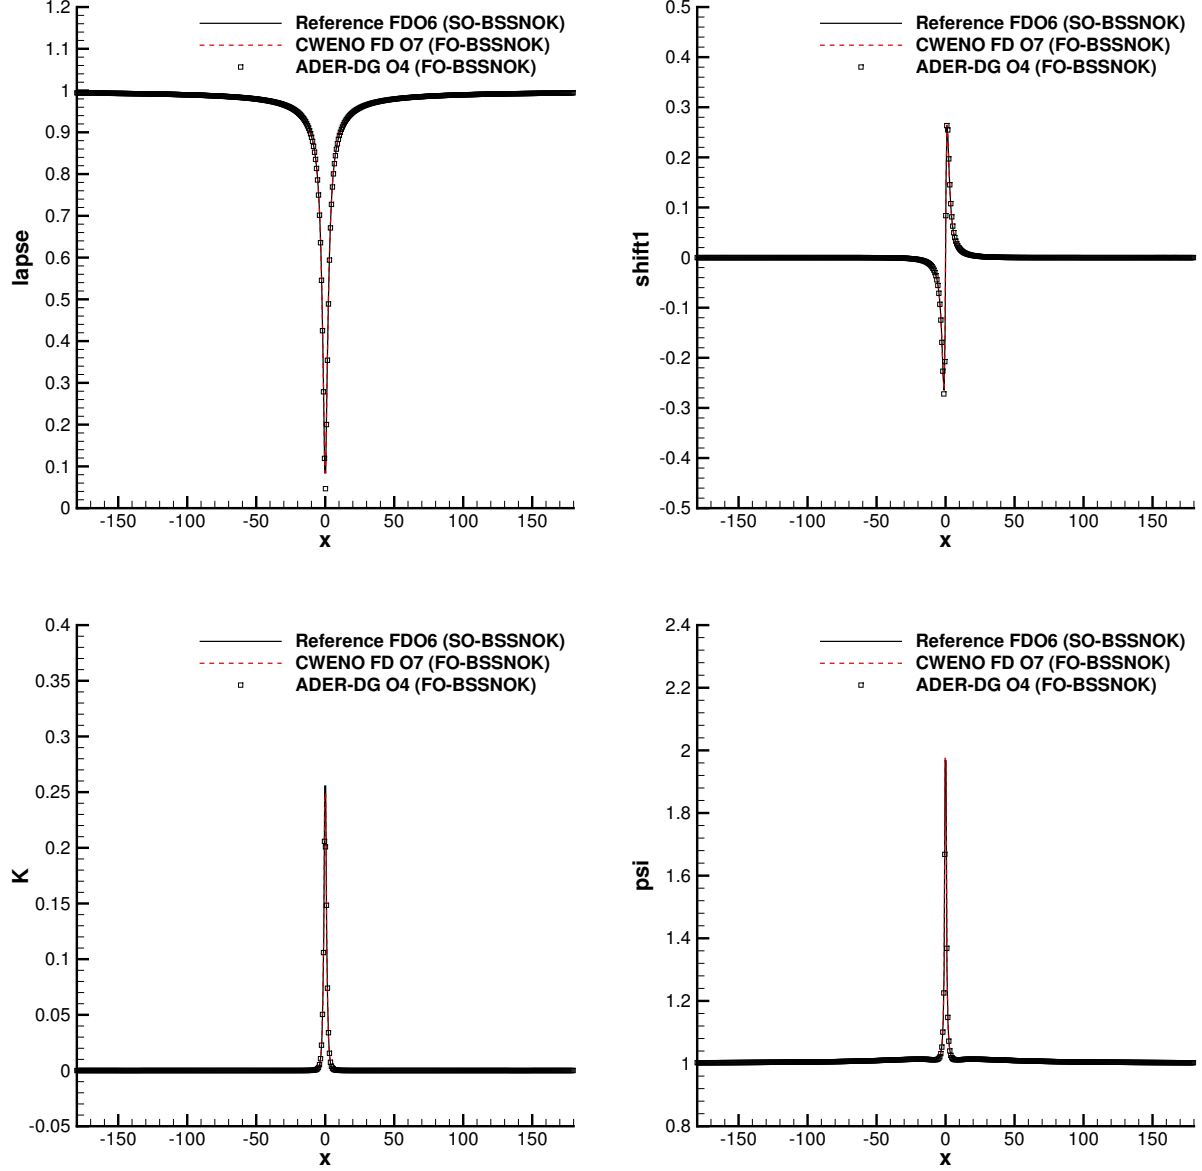 1.2
1.1
1
0.9
0.8
0.7
0.6
0.5
0.4
0.3
0.2
0.1
0
lapse
Reference FDO6 (SO-BSSNOK)
CWENO FD O7 (FO-BSSNOK)
ADER-DG O4 (FO-BSSNOK)
-150 -100 -50 0 50 100 150
x
0.5
0.4
0.3
0.2
0.1
0
-0.1
-0.2
-0.3
-0.4
-0.5
shift1
Reference FDO6 (SO-BSSNOK)
CWENO FD O7 (FO-BSSNOK)
ADER-DG O4 (FO-BSSNOK)
-150 -100 -50 0 50 100 150
x
0.4
0.35
0.3
0.25
0.2
0.15
0.1
0.05
0
-0.05
K
Reference FDO6 (SO-BSSNOK)
CWENO FD O7 (FO-BSSNOK)
ADER-DG O4 (FO-BSSNOK)
-150 -100 -50 0 50 100 150
x
2.4
2.2
2
1.8
1.6
1.4
1.2
1
0.8
psi
Reference FDO6 (SO-BSSNOK)
CWENO FD O7 (FO-BSSNOK)
ADER-DG O4 (FO-BSSNOK)
-150 -100 -50 0 50 100 150
x